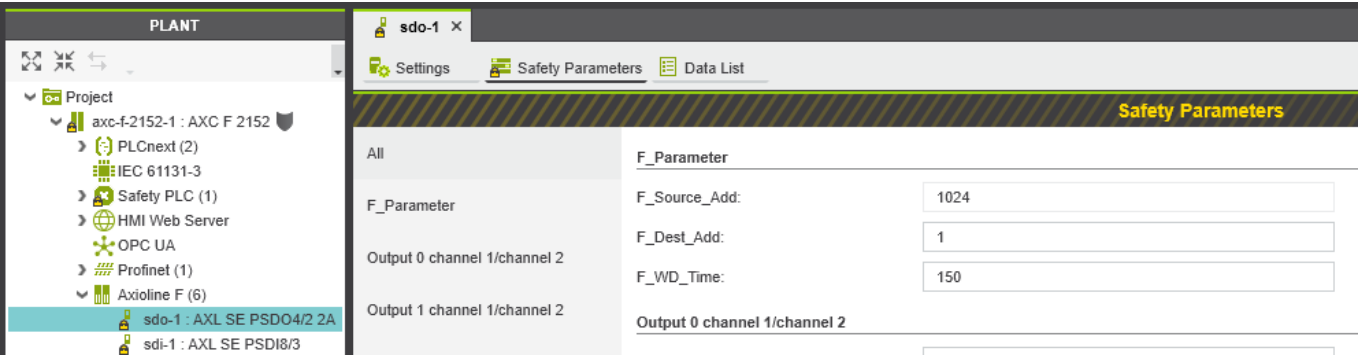 PLANT
Project
axc-f-2152-1 : AXC F 2152
PLCnext (2)
IEC 61131-3
Safety PLC (1)
HMI Web Server
OPC UA
Profinet (1)
Axioline F (6)
sdo-1 : AXL SE PSDO4/2 2A
sdi-1 : AXL SE PSDI8/3
sdo-1 ×
Settings Safety Parameters Data List
Safety Parameters
All
F_Parameter
Output 0 channel 1/channel 2
Output 1 channel 1/channel 2
F_Parameter
F_Source_Add: 1024
F_Dest_Add: 1
F_WD_Time: 150
Output 0 channel 1/channel 2